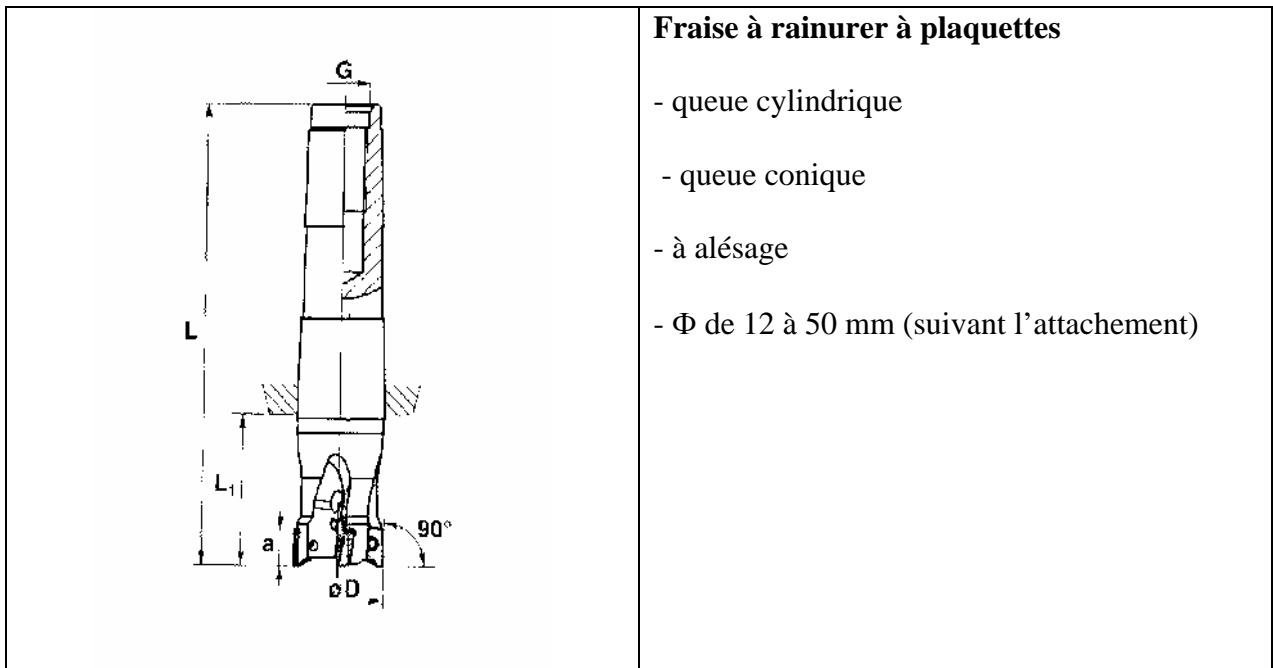 G
L
L1
a
90°
øD
Fraise à rainurer à plaquettes
- queue cylindrique
- queue conique
- à alésage
- Φ de 12 à 50 mm (suivant l’attachement)